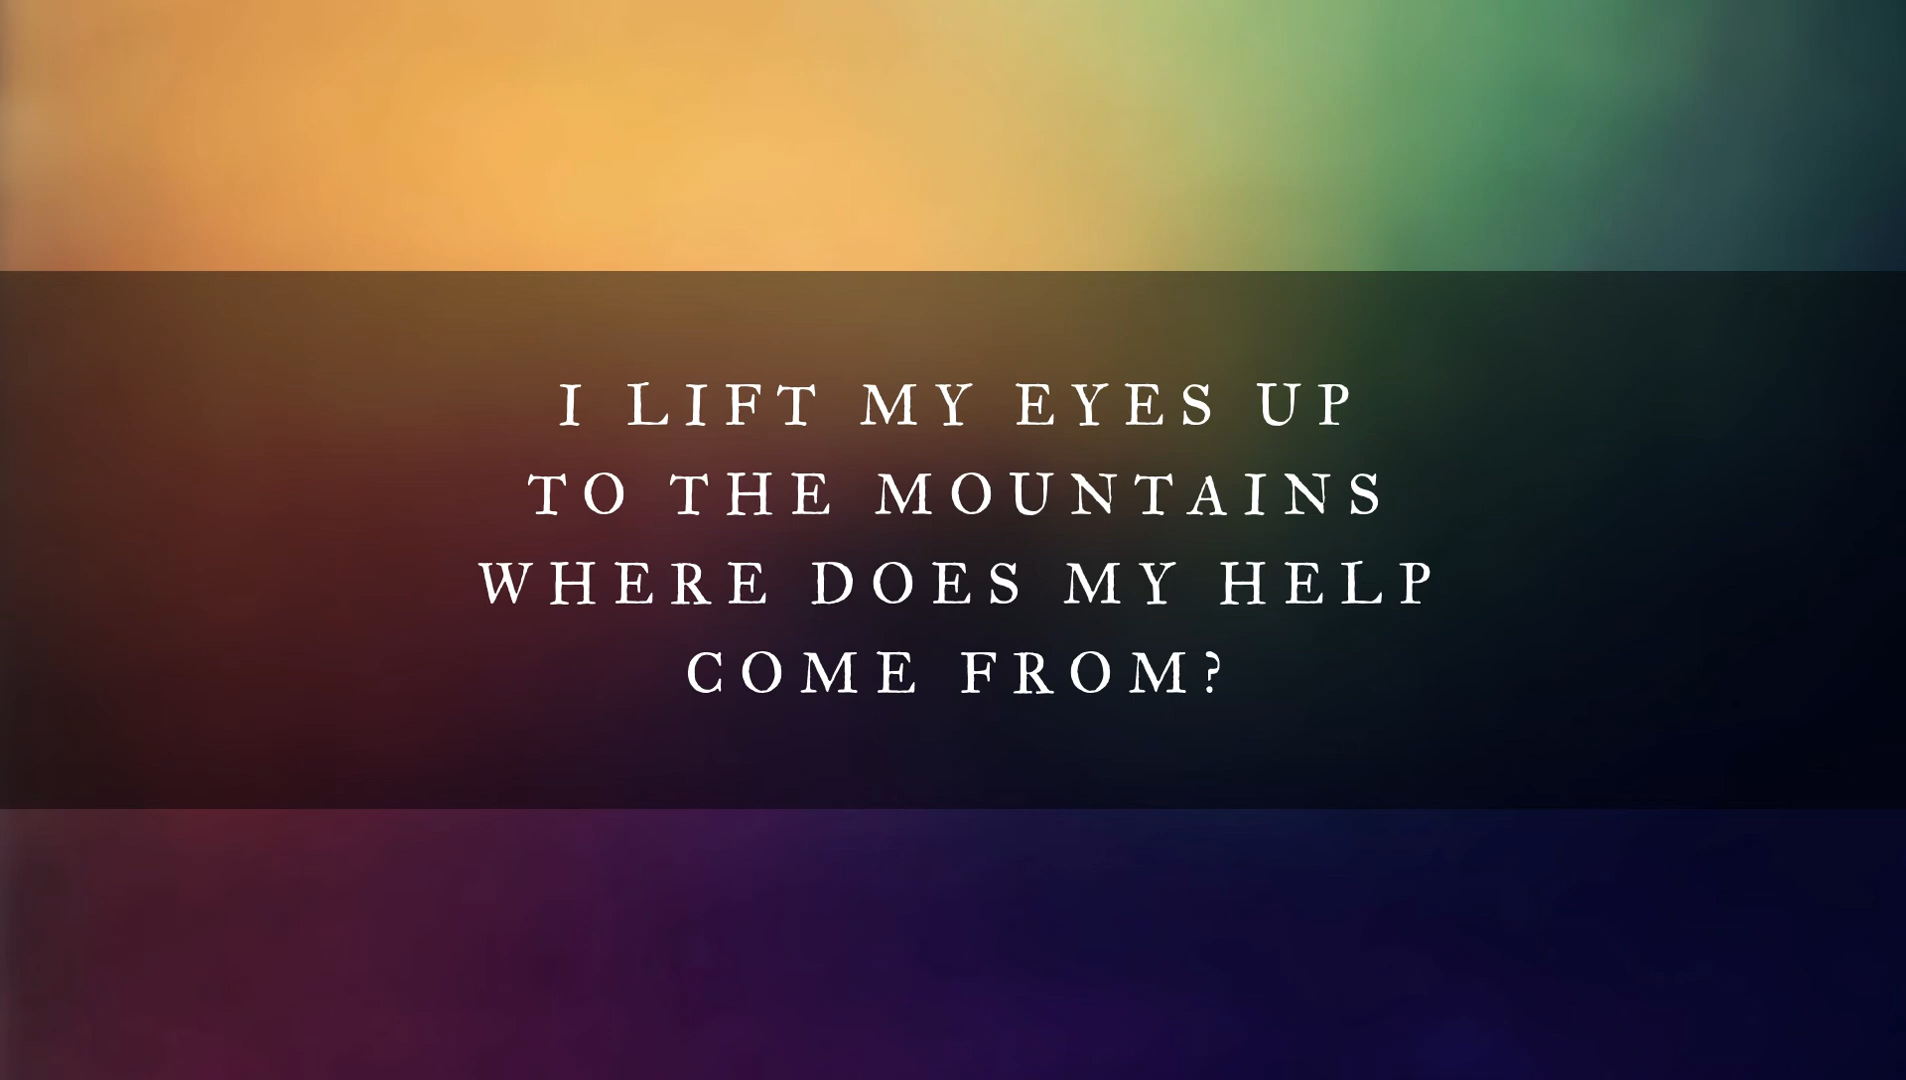 I LIFT MY EYES UP
TO THE MOUNTAINS
WHERE DOES MY HELP
COME FROM?